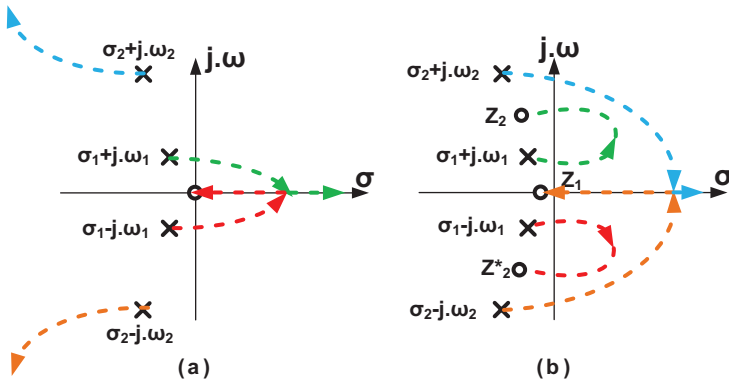 σ₂+j.ω₂
j.ω
σ₁+j.ω₁
σ
σ₁-j.ω₁
σ₂-j.ω₂
(a)
j.ω
σ₂+j.ω₂
Z₂
σ₁+j.ω₁
Z₁
σ
σ₁-j.ω₁
Z*₂
σ₂-j.ω₂
(b)